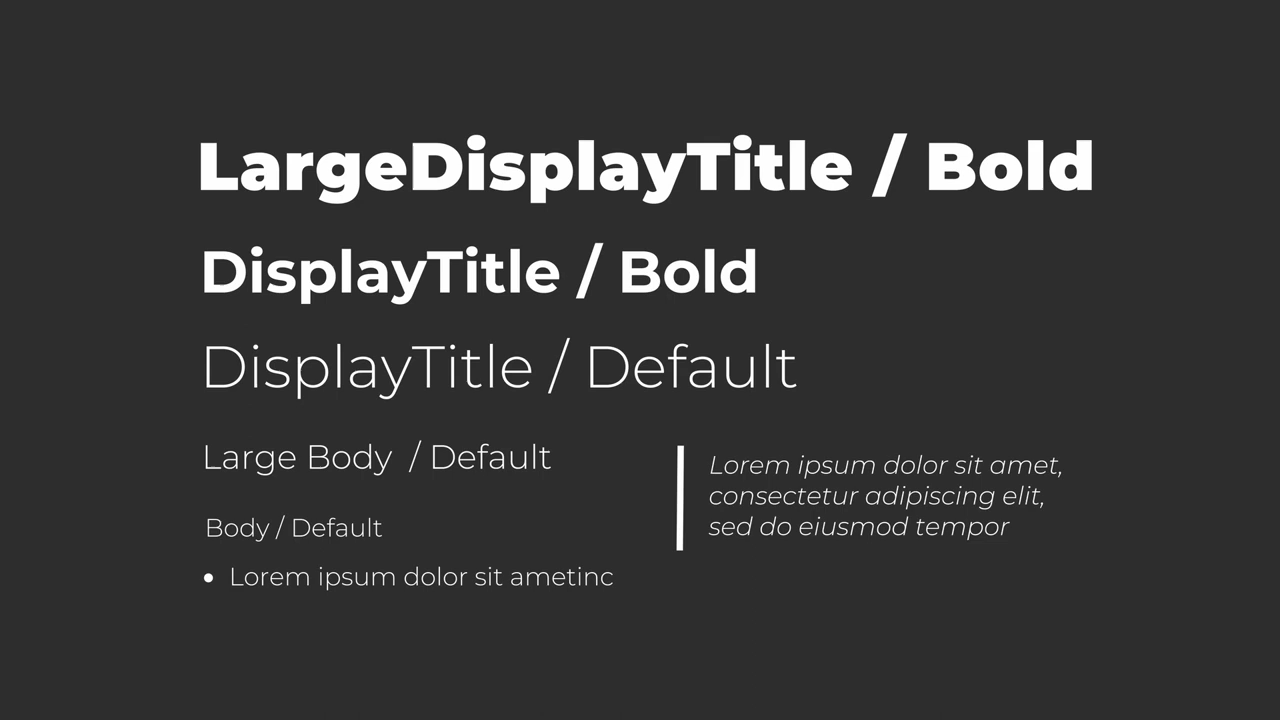 LargeDisplayTitle / Bold
DisplayTitle / Bold
DisplayTitle / Default
Large Body / Default
Body / Default
• Lorem ipsum dolor sit ametinc
Lorem ipsum dolor sit amet,
consectetur adipiscing elit,
sed do eiusmod tempor